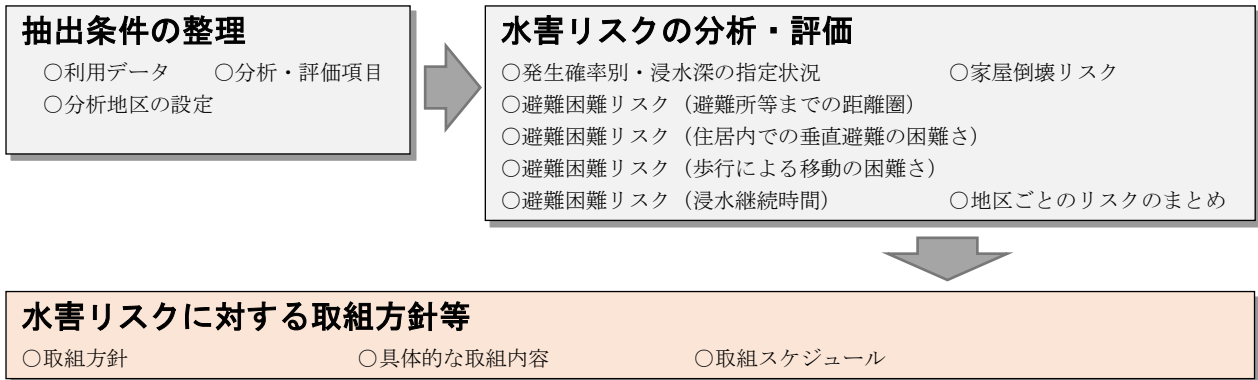 抽出条件の整理
○利用データ ○分析・評価項目
○分析地区の設定
水害リスクの分析・評価
○発生確率別・浸水深の指定状況 ○家屋倒壊リスク
○避難困難リスク（避難所等までの距離圏）
○避難困難リスク（住居内での垂直避難の困難さ）
○避難困難リスク（歩行による移動の困難さ）
○避難困難リスク（浸水継続時間） ○地区ごとのリスクのまとめ
水害リスクに対する取組方針等
○取組方針 ○具体的な取組内容 ○取組スケジュール